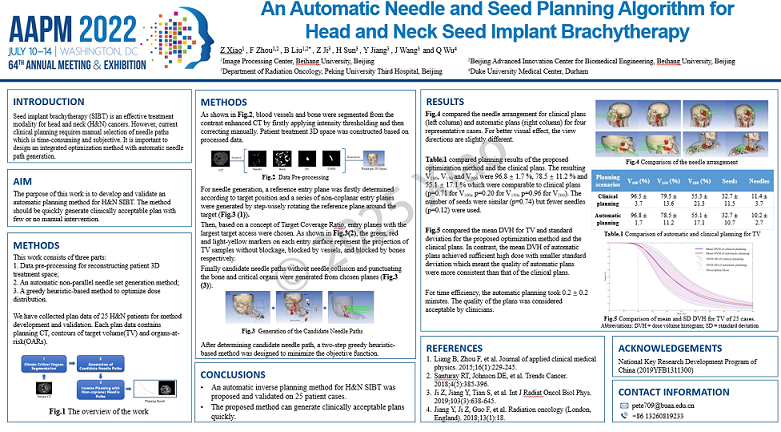 AAPM 2022
JULY 10–14 | WASHINGTON, DC
64TH ANNUAL MEETING & EXHIBITION
An Automatic Needle and Seed Planning Algorithm for
Head and Neck Seed Implant Brachytherapy
Z Xiao¹, F Zhou¹,², B Liu¹,²,*, Z Ji³, H Sun³, Y Jiang³, J Wang³ and Q Wu⁴
¹Image Processing Center, Beihang University, Beijing
²Beijing Advanced Innovation Center for Biomedical Engineering, Beihang University, Beijing
³Department of Radiation Oncology, Peking University Third Hospital, Beijing
⁴Duke University Medical Center, Durham
INTRODUCTION
Seed implant brachytherapy (SIBT) is an effective treatment
modality for head and neck (H&N) cancers. However, current
clinical planning requires manual selection of needle paths
which is time-consuming and subjective. It is important to
design an integrated optimization method with automatic needle
path generation.
AIM
The purpose of this work is to develop and validate an
automatic planning method for H&N SIBT. The method
should be quickly generate clinically acceptable plan with
few or no manual intervention.
METHODS
This work consists of three parts:
1. Data pre-processing for reconstructing patient 3D
treatment space;
2. An automatic non-parallel needle set generation method;
3. A greedy heuristic-based method to optimize dose
distribution.
We have collected plan data of 25 H&N patients for method
development and validation. Each plan data contains
planning CT, contours of target volume(TV) and organs-at-
risk(OARs).
Fig.1 The overview of the work
METHODS
As shown in Fig.2, blood vessels and bone were segmented from the
contrast enhanced CT by firstly applying intensity thresholding and then
correcting manually. Patient treatment 3D space was constructed based on
processed data.
Fig.2 Data Pre-processing
For needle generation, a reference entry plane was firstly determined
according to target position and a series of non-coplanar entry planes
were generated by step-wisely rotating the reference plane around the
target (Fig.3 (1)).
Then, based on a concept of Target Coverage Rate, entry planes with the
largest target access were chosen. As shown in Fig.3(2), the green, red
and light-yellow markers on each entry surface represent the projection of
TV samples without blockage, blocked by vessels, and blocked by bones
respectively.
Finally candidate needle paths without needle collision and punctuating
the bone and critical organs were generated from chosen planes (Fig.3
(3)).
Fig.3 Generation of the Candidate Needle Paths
After determining candidate needle path, a two-step greedy heuristic-
based method was designed to minimize the objective function.
CONCLUSIONS
• An automatic inverse planning method for H&N SIBT was
proposed and validated on 25 patient cases.
• The proposed method can generate clinically acceptable plans
quickly.
RESULTS
Fig.4 compared the needle arrangement for clinical plans
(left column) and automatic plans (right column) for four
representative cases. For better visual effect, the view
directions are slightly different.
Table.1 compared planning results of the proposed
optimization method and the clinical plans. The resulting
V100, V150 and V200 were 96.8 ± 1.7 %, 78.5 ± 11.2 % and
55.1 ± 17.1 % which were comparable to clinical plans
(p=0.71 for V100, p=0.20 for V150, p=0.96 for V200). The
number of seeds were similar (p=0.74) but fewer needles
(p=0.12) were used.
Fig.5 compared the mean DVH for TV and standard
deviation for the proposed optimization method and the
clinical plans. In contrast, the mean DVH of automatic
plans achieved sufficient high dose with smaller standard
deviation which meant the quality of automatic plans
were more consistent than that of the clinical plans.
For time efficiency, the automatic planning took 0.2 ± 0.2
minutes. The quality of the plans was considered
acceptable by clinicians.
Fig.4 Comparison of the needle arrangement
Planning scenarios V100 (%) V150 (%) V200 (%) Seeds Needles
Clinical planning 96.5 ± 3.7 79.5 ± 13.6 55.3 ± 21.3 32.7 ± 11.5 11.4 ± 3.7
Automatic planning 96.8 ± 1.7 78.5 ± 11.2 55.1 ± 17.1 32.7 ± 10.7 10.2 ± 2.7
Table.1 Comparison of automatic and clinical planning for TV
Fig.5 Comparison of mean and SD DVH for TV of 25 cases.
Abbreviations: DVH = dose volume histogram; SD = standard deviation
REFERENCES
1. Liang B, Zhou F, et al. Journal of applied clinical medical
physics. 2015;16(1):229-245.
2. Santuray RT, Johnson DE, et al. Trends Cancer.
2018;4(5):385-396.
3. Ji Z, Jiang Y, Tian S, et al. Int J Radiat Oncol Biol Phys.
2019;103(3):638-645.
4. Jiang Y, Ji Z, Guo F, et al. Radiation oncology (London,
England). 2018;13(1):18.
ACKNOWLEDGEMENTS
National Key Research Development Program of
China (2019YFB1311300)
CONTACT INFORMATION
pete709@buaa.edu.cn
+86 13260819233